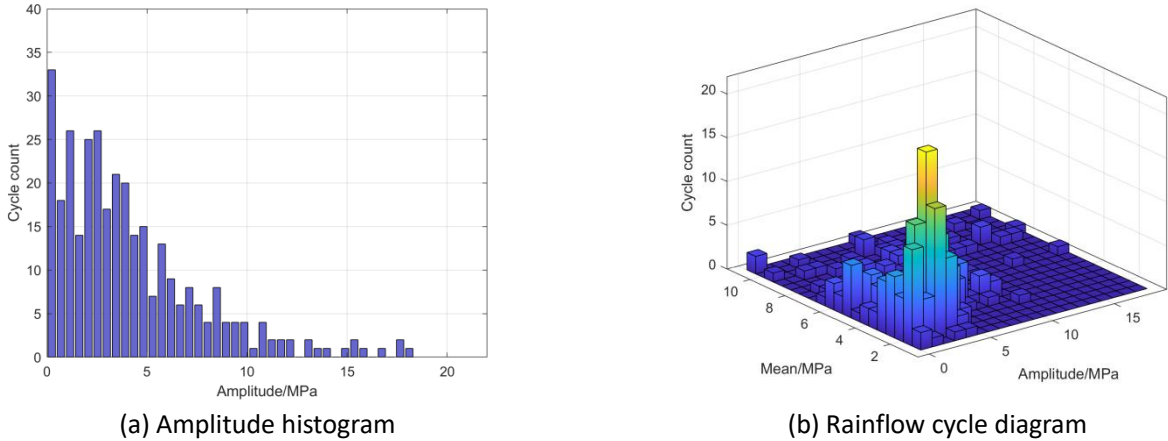 40
35
30
25
20
15
10
5
0
Cycle count
0 5 10 15 20
Amplitude/MPa
(a) Amplitude histogram
20
15
10
5
0
Cycle count
10 8 6 4 2
Mean/MPa
0 5 10 15
Amplitude/MPa
(b) Rainflow cycle diagram